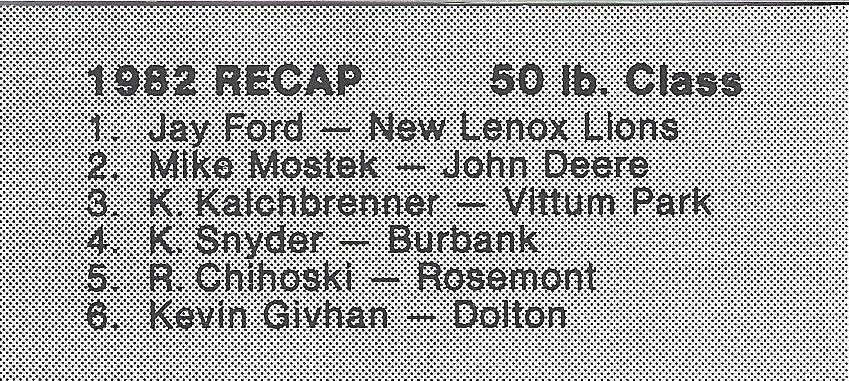 1982 RECAP 50 lb. Class
1. Jay Ford — New Lenox Lions
2. Mike Mostek — John Deere
3. K. Kalchbrenner — Vittum Park
4. K. Snyder — Burbank
5. R. Chihoski — Rosemont
6. Kevin Givhan — Dolton